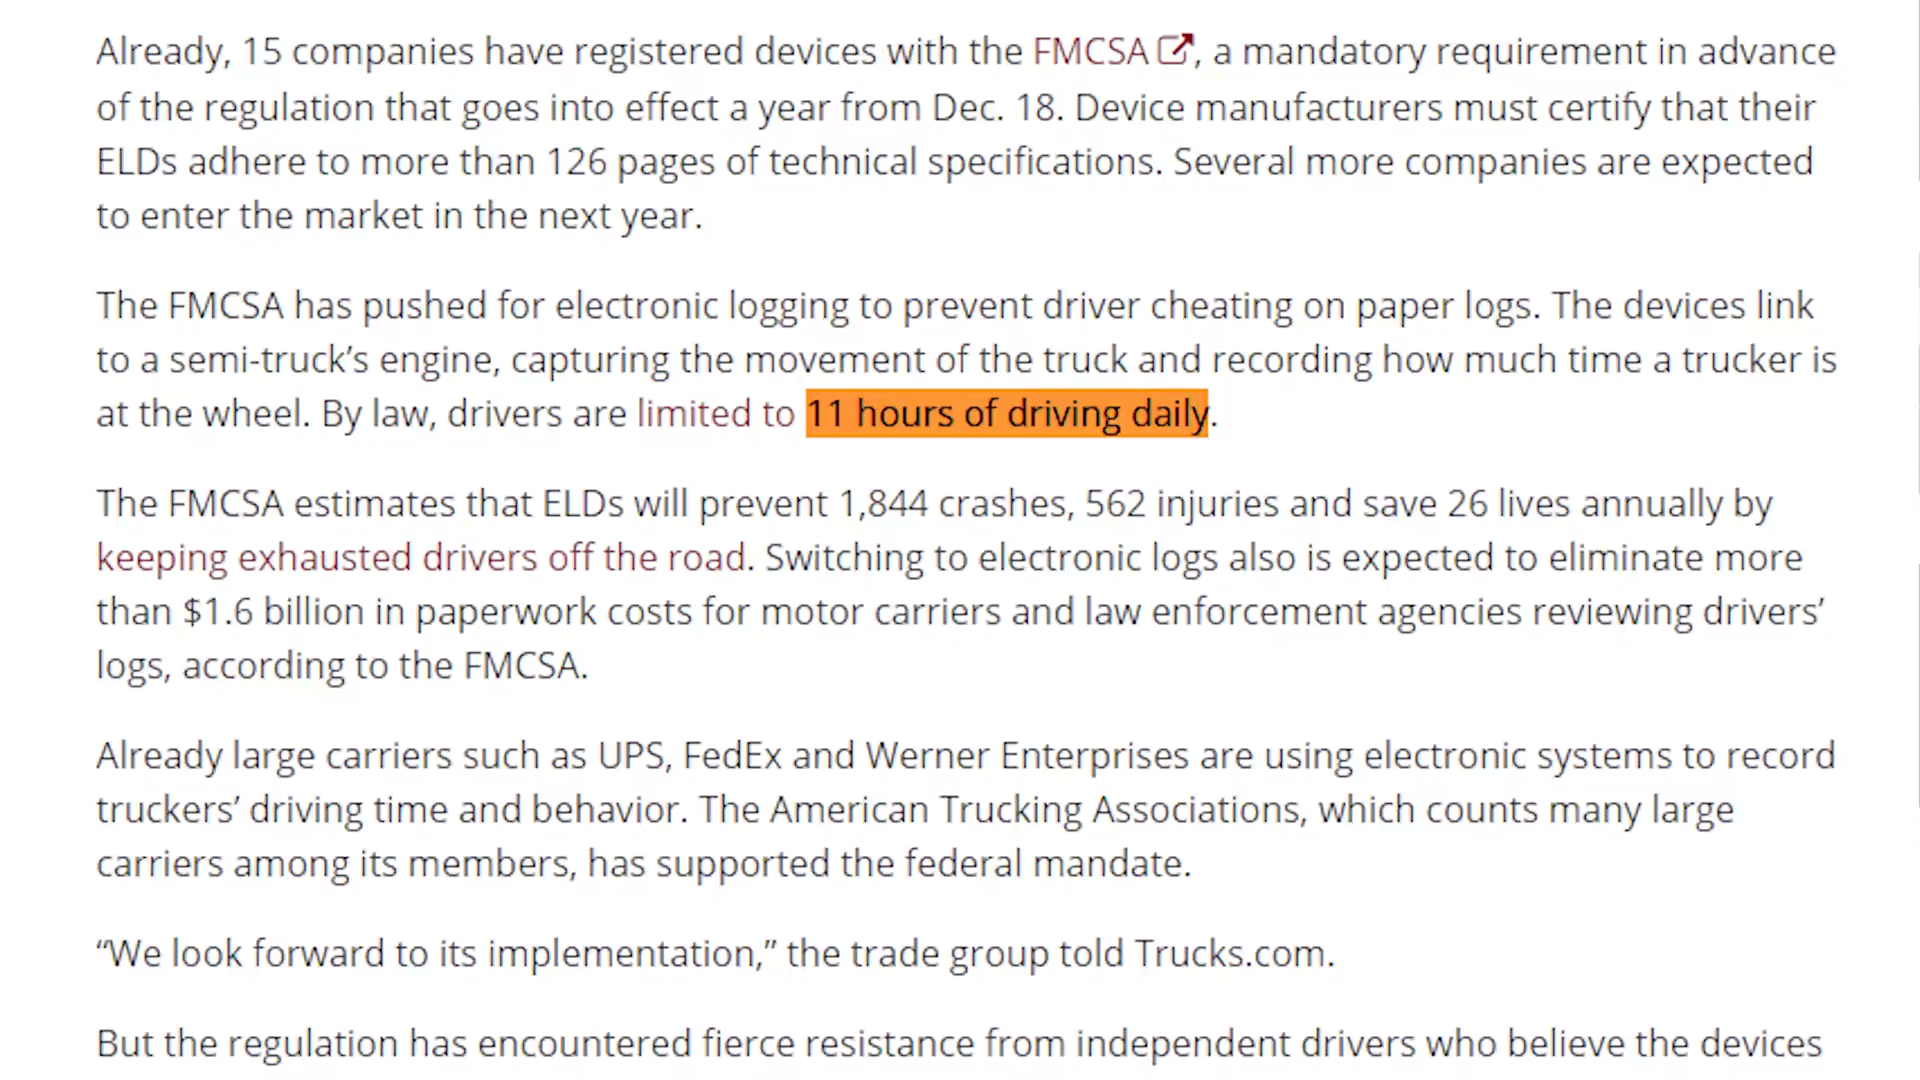 Already, 15 companies have registered devices with the FMCSA, a mandatory requirement in advance
of the regulation that goes into effect a year from Dec. 18. Device manufacturers must certify that their
ELDs adhere to more than 126 pages of technical specifications. Several more companies are expected
to enter the market in the next year.
The FMCSA has pushed for electronic logging to prevent driver cheating on paper logs. The devices link
to a semi-truck’s engine, capturing the movement of the truck and recording how much time a trucker is
at the wheel. By law, drivers are limited to 11 hours of driving daily.
The FMCSA estimates that ELDs will prevent 1,844 crashes, 562 injuries and save 26 lives annually by
keeping exhausted drivers off the road. Switching to electronic logs also is expected to eliminate more
than $1.6 billion in paperwork costs for motor carriers and law enforcement agencies reviewing drivers’
logs, according to the FMCSA.
Already large carriers such as UPS, FedEx and Werner Enterprises are using electronic systems to record
truckers’ driving time and behavior. The American Trucking Associations, which counts many large
carriers among its members, has supported the federal mandate.
“We look forward to its implementation,” the trade group told Trucks.com.
But the regulation has encountered fierce resistance from independent drivers who believe the devices